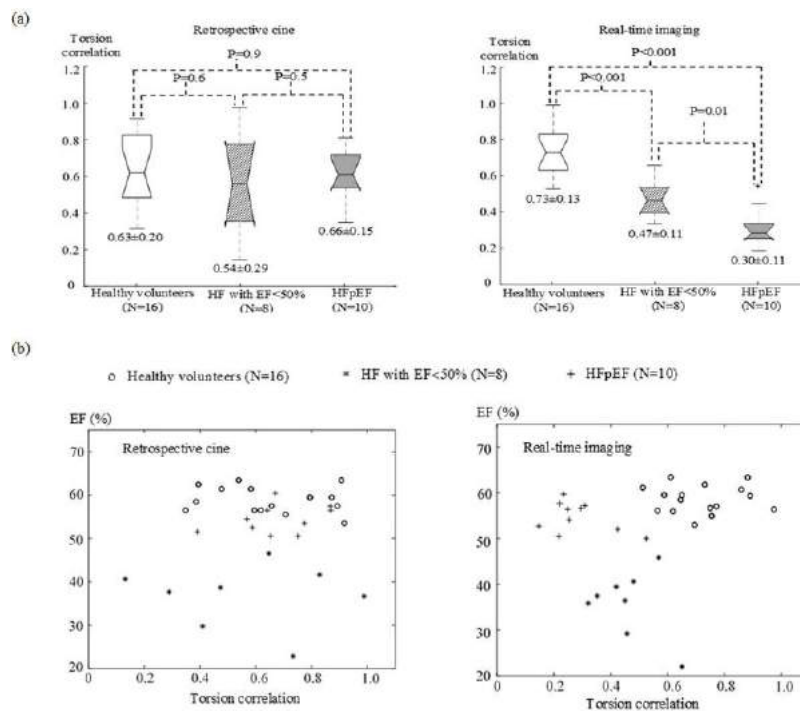 (a)
Retrospective cine
Torsion
correlation
P=0.9
P=0.6
P=0.5
1.2
1.0
0.8
0.6
0.4
0.2
0
0.63±0.20
0.54±0.29
0.66±0.15
Healthy volunteers
(N=16)
HF with EF<50%
(N=8)
HFpEF
(N=10)
Real-time imaging
Torsion
correlation
P<0.001
P<0.001
P=0.01
1.2
1.0
0.8
0.6
0.4
0.2
0
0.73±0.13
0.47±0.11
0.30±0.11
Healthy volunteers
(N=16)
HF with EF<50%
(N=8)
HFpEF
(N=10)
(b)
o Healthy volunteers (N=16)
* HF with EF<50% (N=8)
+ HFpEF (N=10)
EF (%)
Retrospective cine
70
60
50
40
30
20
0 0.2 0.4 0.6 0.8 1.0
Torsion correlation
EF (%)
Real-time imaging
70
60
50
40
30
20
0 0.2 0.4 0.6 0.8 1.0
Torsion correlation